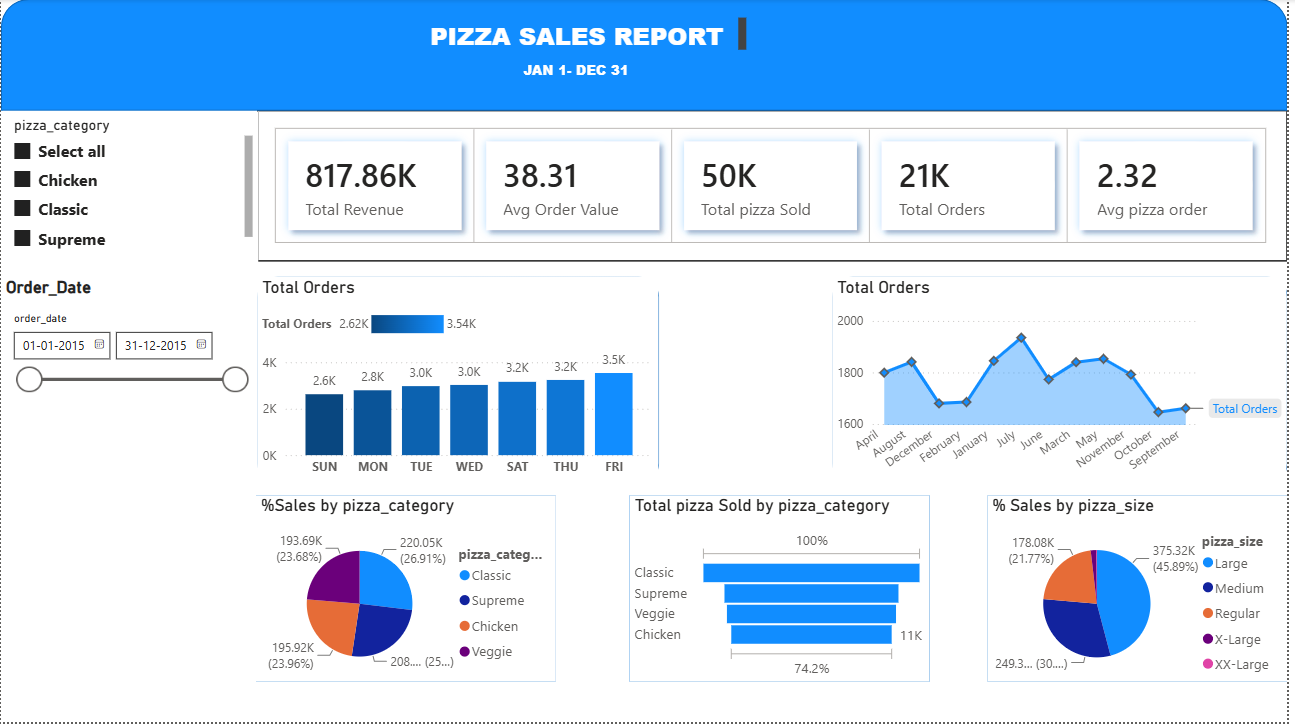 PIZZA SALES REPORT
JAN 1- DEC 31
pizza_category
Select all
Chicken
Classic
Supreme
Order_Date
order_date
01-01-2015
31-12-2015
817.86K
Total Revenue
38.31
Avg Order Value
50K
Total pizza Sold
21K
Total Orders
2.32
Avg pizza order
Total Orders
Total Orders 2.62K 3.54K
4K
2K
0K
2.6K
2.8K
3.0K
3.0K
3.2K
3.2K
3.5K
SUN MON TUE WED SAT THU FRI
Total Orders
2000
1800
1600
April
August
December
February
January
July
June
March
May
November
October
September
Total Orders
%Sales by pizza_category
193.69K
(23.68%)
220.05K
(26.91%)
195.92K
(23.96%)
208.... (25...)
pizza_categ...
Classic
Supreme
Chicken
Veggie
Total pizza Sold by pizza_category
100%
Classic
Supreme
Veggie
Chicken
11K
74.2%
% Sales by pizza_size
178.08K
(21.77%)
375.32K
(45.89%)
249.3... (30....)
pizza_size
Large
Medium
Regular
X-Large
XX-Large